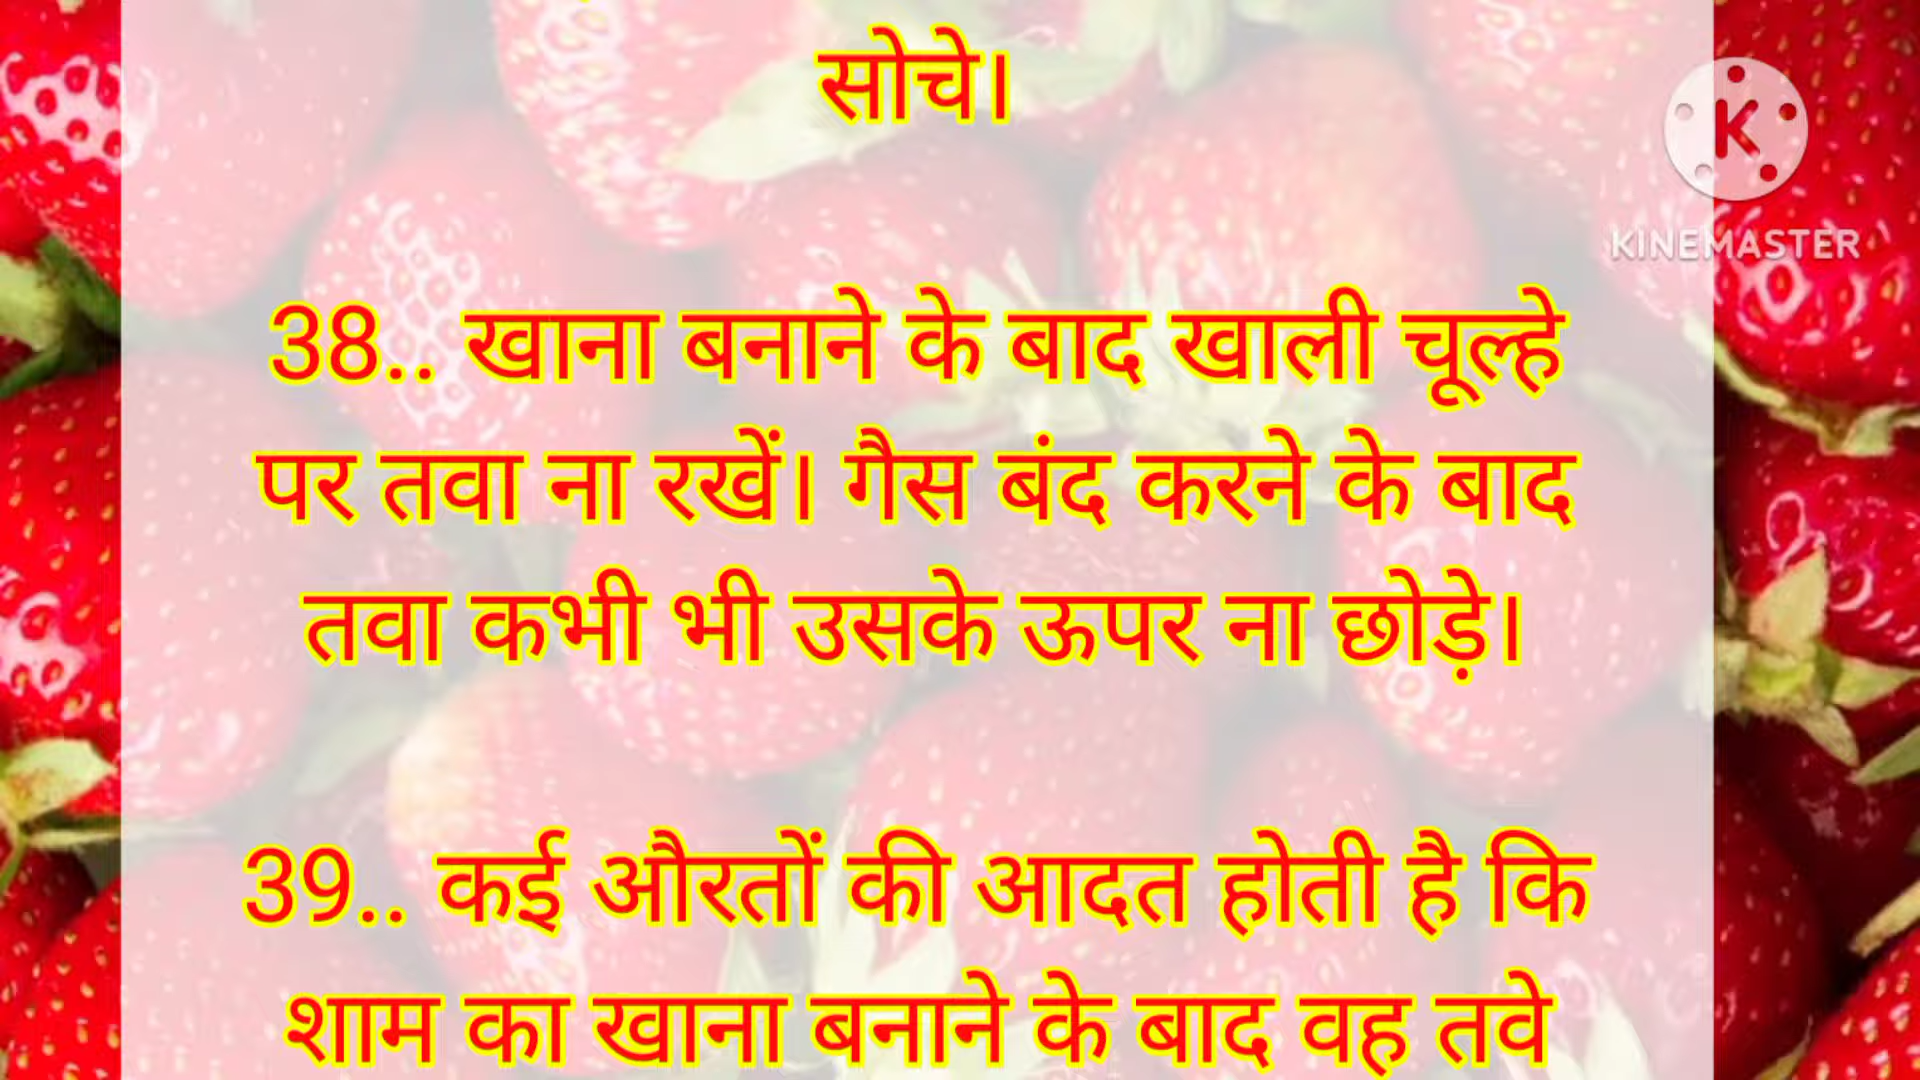 सोचे।
K
KINEMASTER
38.. खाना बनाने के बाद खाली चूल्हे
पर तवा ना रखें। गैस बंद करने के बाद
तवा कभी भी उसके ऊपर ना छोड़े।
39.. कई औरतों की आदत होती है कि
शाम का खाना बनाने के बाद वह तवे